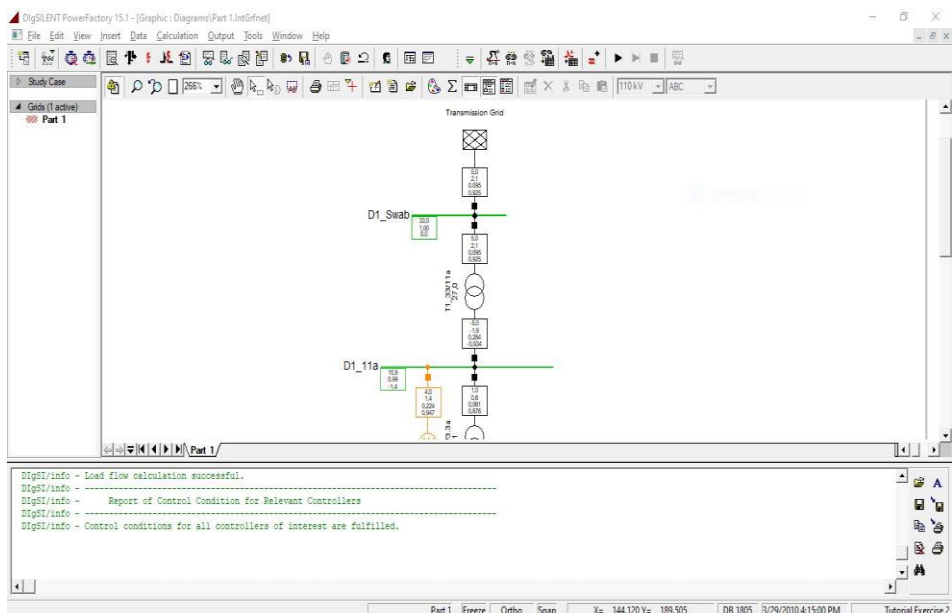 DIgSILENT PowerFactory 15.1 - [Graphic : Diagrams\Part 1.IntGrfnet]
File Edit View Insert Data Calculation Output Tools Window Help
Study Case
Grids (1 active)
Part 1
266%
110 kV
ABC
Transmission Grid
5,0
2,1
0,095
0,925
D1_Swab
33,0
1,00
0,0
5,0
2,1
0,095
0,925
T1_33/11a
27,0
-5,0
-1,9
0,284
-0,934
D1_11a
10,9
0,99
-1,4
4,0
1,4
0,224
0,947
1,0
0,6
0,061
0,876
Part 1
DIgSI/info - Load flow calculation successful.
DIgSI/info - ----------------------------------------------------------------
DIgSI/info - Report of Control Condition for Relevant Controllers
DIgSI/info - ----------------------------------------------------------------
DIgSI/info - Control conditions for all controllers of interest are fulfilled.
Part 1 Freeze Ortho Snap X= 144,120 Y= 189,505 DB 1805 3/29/2010 4:15:00 PM Tutorial Exercise 2